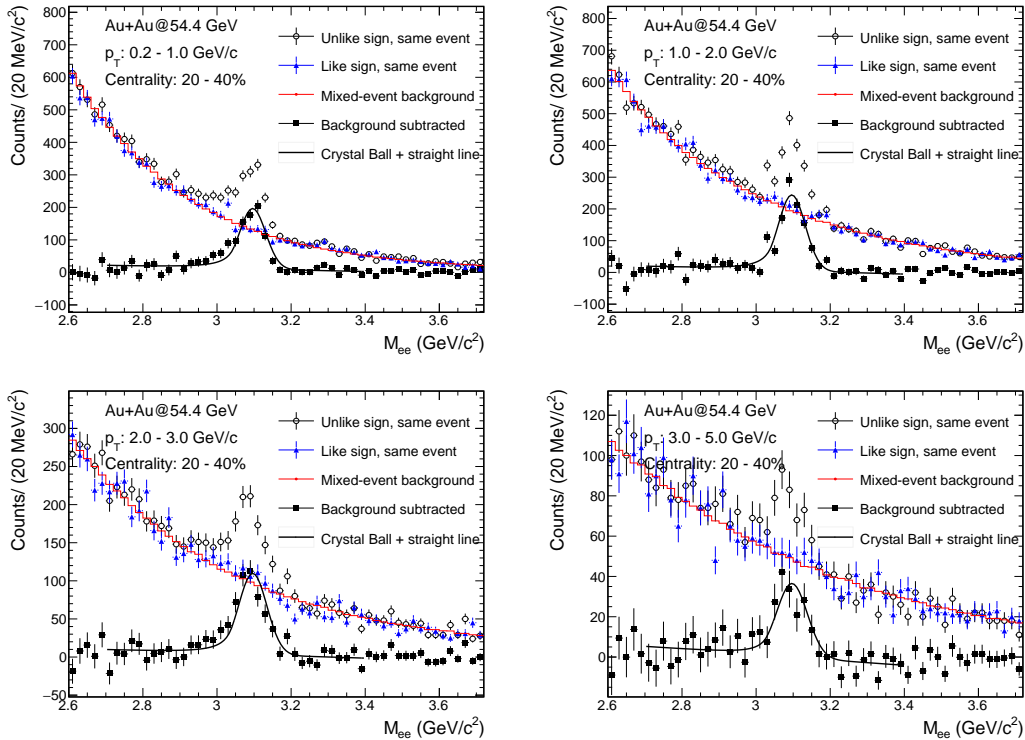 Au+Au@54.4 GeV
p_T: 0.2 - 1.0 GeV/c
Centrality: 20 - 40%
Unlike sign, same event
Like sign, same event
Mixed-event background
Background subtracted
Crystal Ball + straight line
Counts/ (20 MeV/c²)
800
700
600
500
400
300
200
100
0
−100
2.6 2.8 3 3.2 3.4 3.6
M_ee (GeV/c²)
Au+Au@54.4 GeV
p_T: 1.0 - 2.0 GeV/c
Centrality: 20 - 40%
Unlike sign, same event
Like sign, same event
Mixed-event background
Background subtracted
Crystal Ball + straight line
Counts/ (20 MeV/c²)
800
700
600
500
400
300
200
100
0
−100
2.6 2.8 3 3.2 3.4 3.6
M_ee (GeV/c²)
Au+Au@54.4 GeV
p_T: 2.0 - 3.0 GeV/c
Centrality: 20 - 40%
Unlike sign, same event
Like sign, same event
Mixed-event background
Background subtracted
Crystal Ball + straight line
Counts/ (20 MeV/c²)
300
250
200
150
100
50
0
−50
2.6 2.8 3 3.2 3.4 3.6
M_ee (GeV/c²)
Au+Au@54.4 GeV
p_T: 3.0 - 5.0 GeV/c
Centrality: 20 - 40%
Unlike sign, same event
Like sign, same event
Mixed-event background
Background subtracted
Crystal Ball + straight line
Counts/ (20 MeV/c²)
120
100
80
60
40
20
0
2.6 2.8 3 3.2 3.4 3.6
M_ee (GeV/c²)